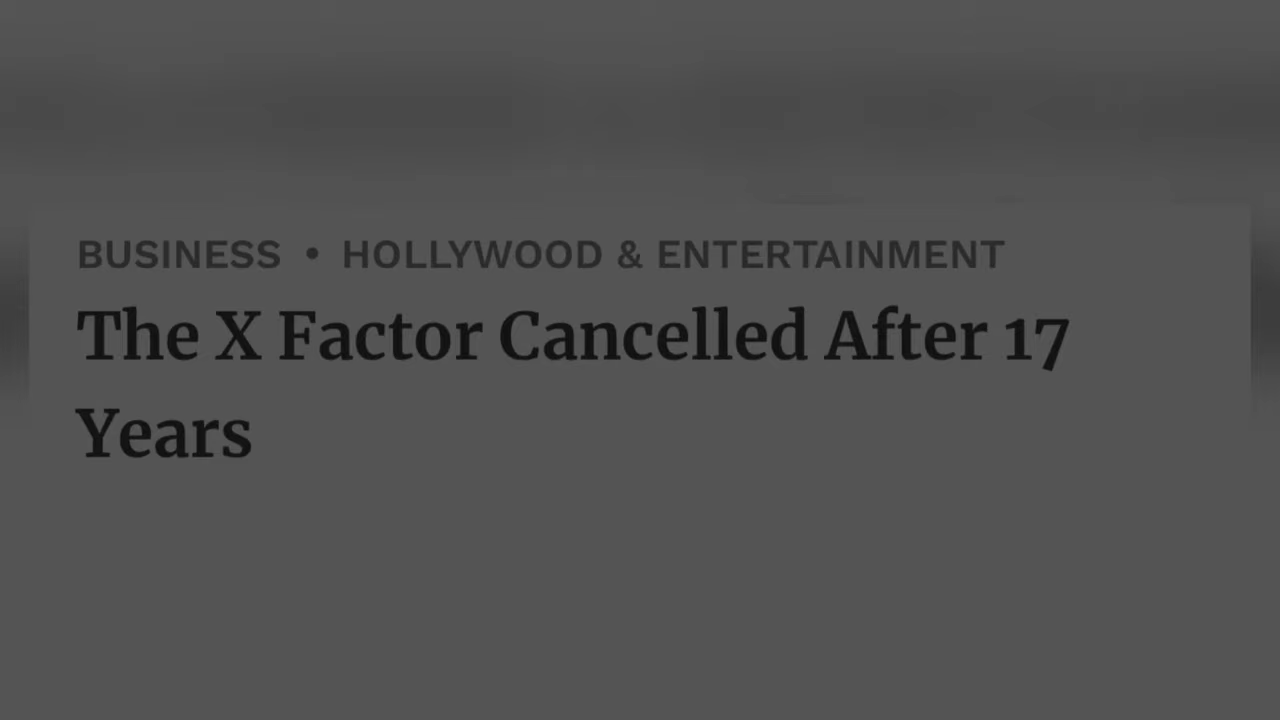 BUSINESS • HOLLYWOOD & ENTERTAINMENT
The X Factor Cancelled After 17
Years